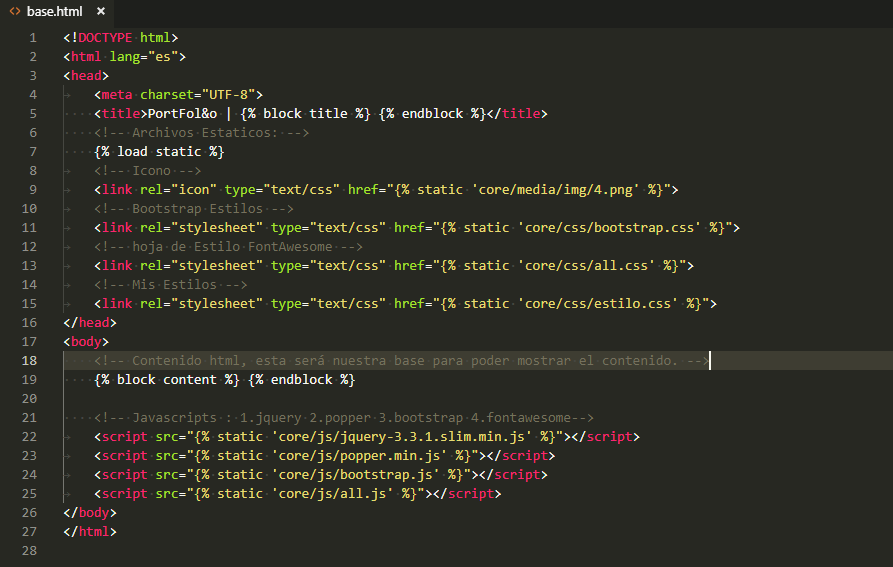 base.html ×
1 <!DOCTYPE html>
2 <html lang="es">
3 <head>
4 <meta charset="UTF-8">
5 <title>PortFol&o | {% block title %} {% endblock %}</title>
6 <!-- Archivos Estaticos: -->
7 {% load static %}
8 <!-- Icono -->
9 <link rel="icon" type="text/css" href="{% static 'core/media/img/4.png' %}">
10 <!-- Bootstrap Estilos -->
11 <link rel="stylesheet" type="text/css" href="{% static 'core/css/bootstrap.css' %}">
12 <!-- hoja de Estilo FontAwesome -->
13 <link rel="stylesheet" type="text/css" href="{% static 'core/css/all.css' %}">
14 <!-- Mis Estilos -->
15 <link rel="stylesheet" type="text/css" href="{% static 'core/css/estilo.css' %}">
16 </head>
17 <body>
18 <!-- Contenido html, esta será nuestra base para poder mostrar el contenido. -->
19 {% block content %} {% endblock %}
20
21 <!-- Javascripts : 1.jquery 2.popper 3.bootstrap 4.fontawesome-->
22 <script src="{% static 'core/js/jquery-3.3.1.slim.min.js' %}"></script>
23 <script src="{% static 'core/js/popper.min.js' %}"></script>
24 <script src="{% static 'core/js/bootstrap.js' %}"></script>
25 <script src="{% static 'core/js/all.js' %}"></script>
26 </body>
27 </html>
28